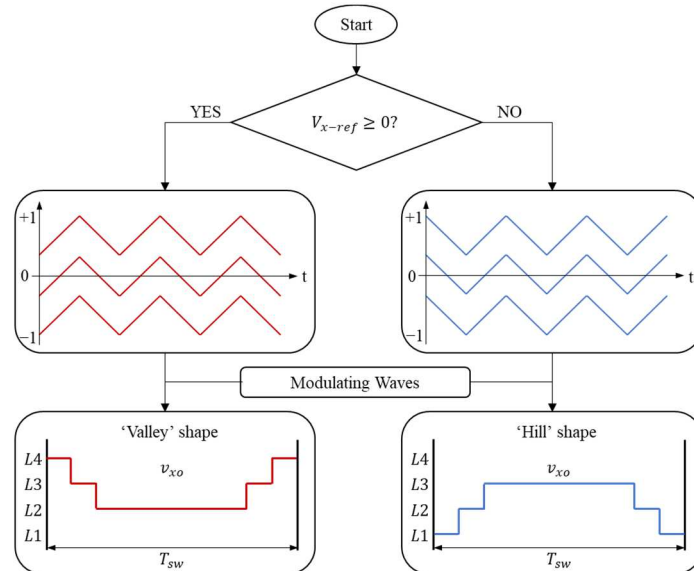 Start
YES
V_{x-ref} ≥ 0?
NO
+1
0
t
−1
+1
0
t
−1
Modulating Waves
‘Valley’ shape
L4
v_{xo}
L3
L2
L1
T_{sw}
‘Hill’ shape
L4
v_{xo}
L3
L2
L1
T_{sw}